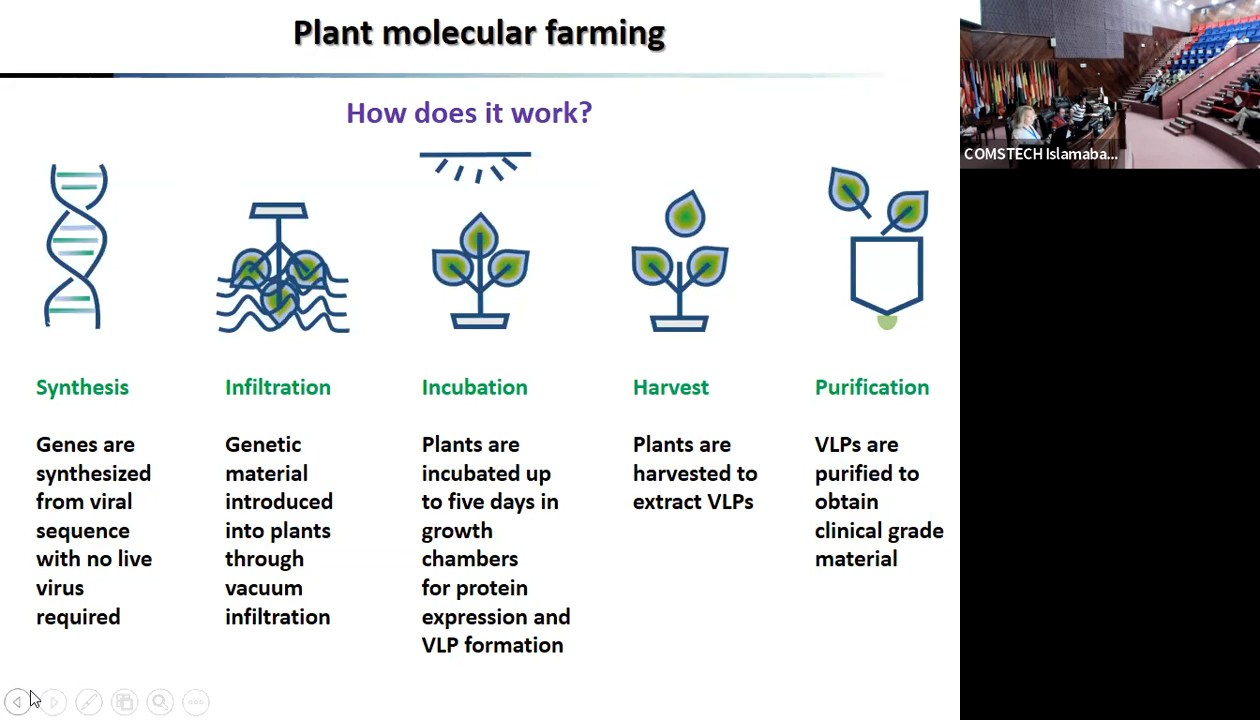 Plant molecular farming
How does it work?
Synthesis
Genes are
synthesized
from viral
sequence
with no live
virus
required
Infiltration
Genetic
material
introduced
into plants
through
vacuum
infiltration
Incubation
Plants are
incubated up
to five days in
growth
chambers
for protein
expression and
VLP formation
Harvest
Plants are
harvested to
extract VLPs
Purification
VLPs are
purified to
obtain
clinical grade
material
COMSTECH Islamaba...